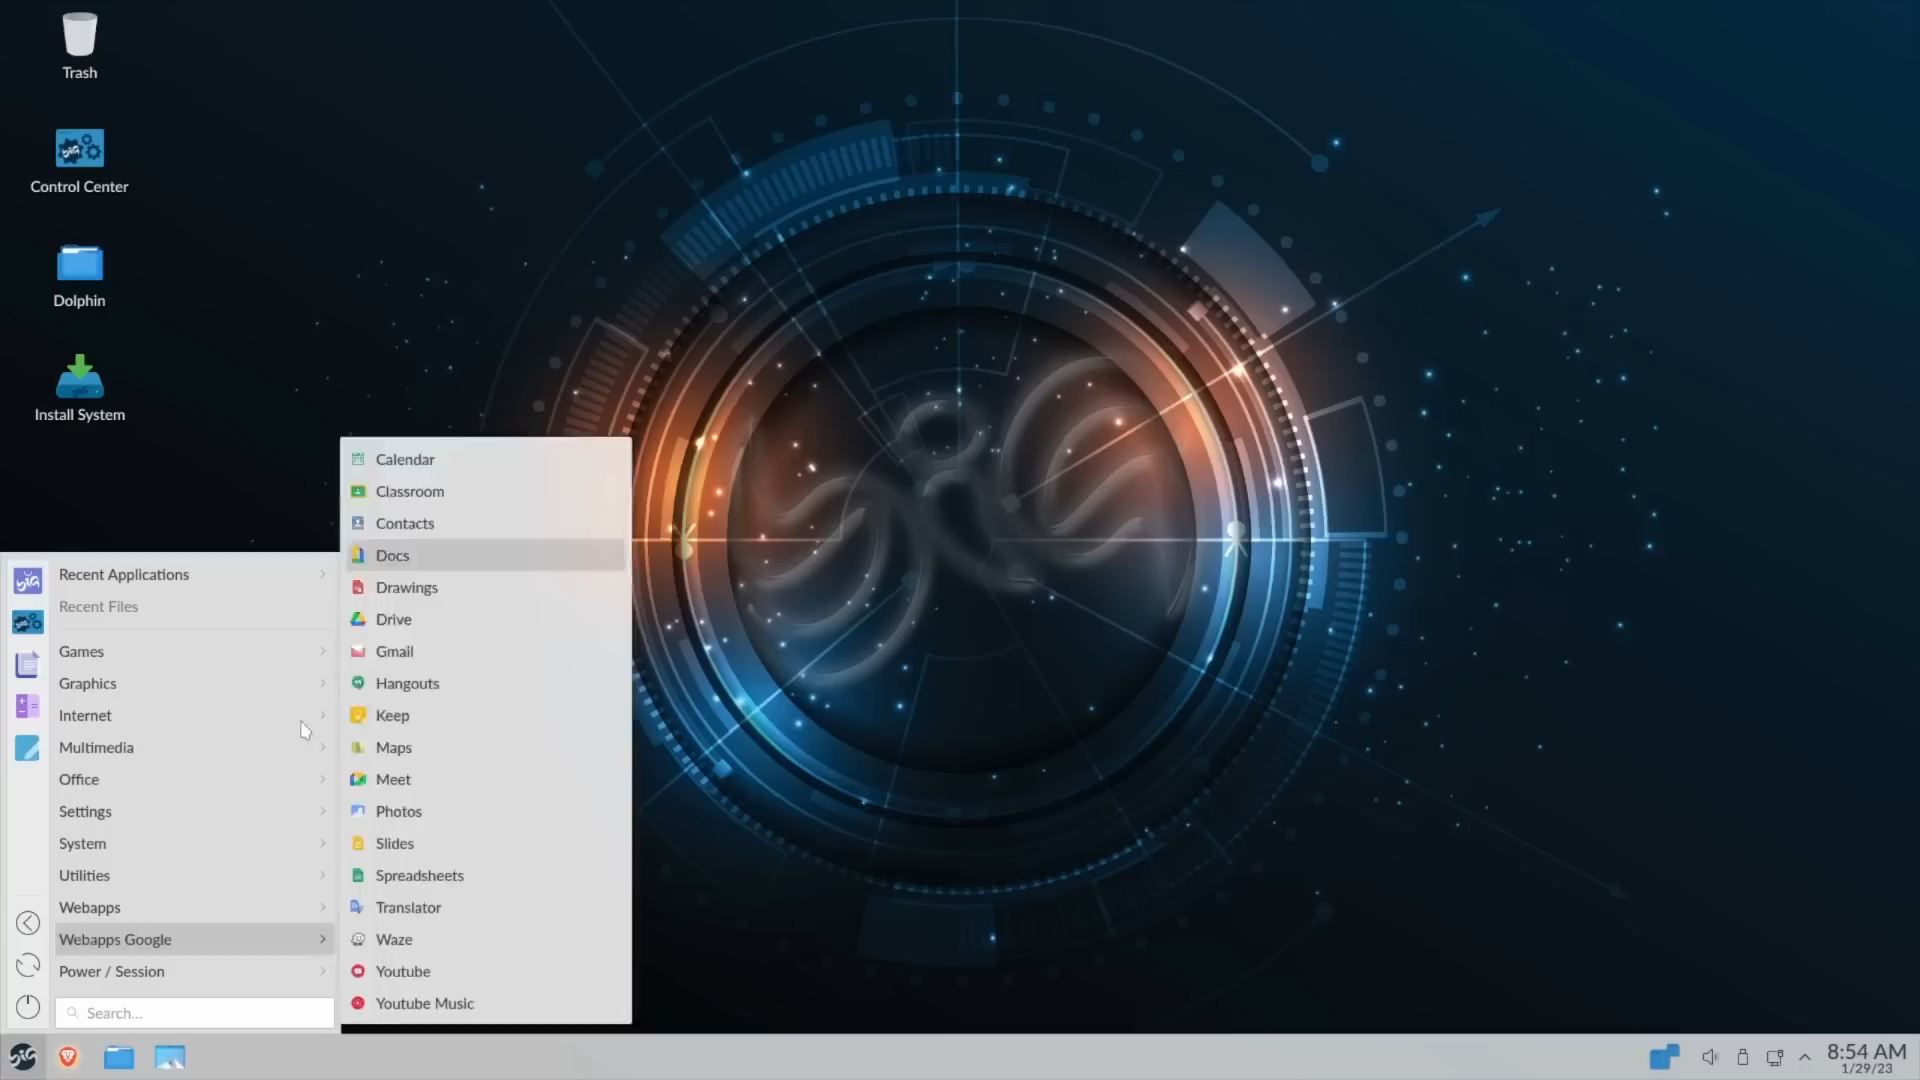 Trash
Control Center
Dolphin
Install System
Calendar
Classroom
Contacts
Docs
Drawings
Drive
Gmail
Hangouts
Keep
Maps
Meet
Photos
Slides
Spreadsheets
Translator
Waze
Youtube
Youtube Music
Recent Applications
Recent Files
Games
Graphics
Internet
Multimedia
Office
Settings
System
Utilities
Webapps
Webapps Google
Power / Session
Search...
8:54 AM
1/29/23